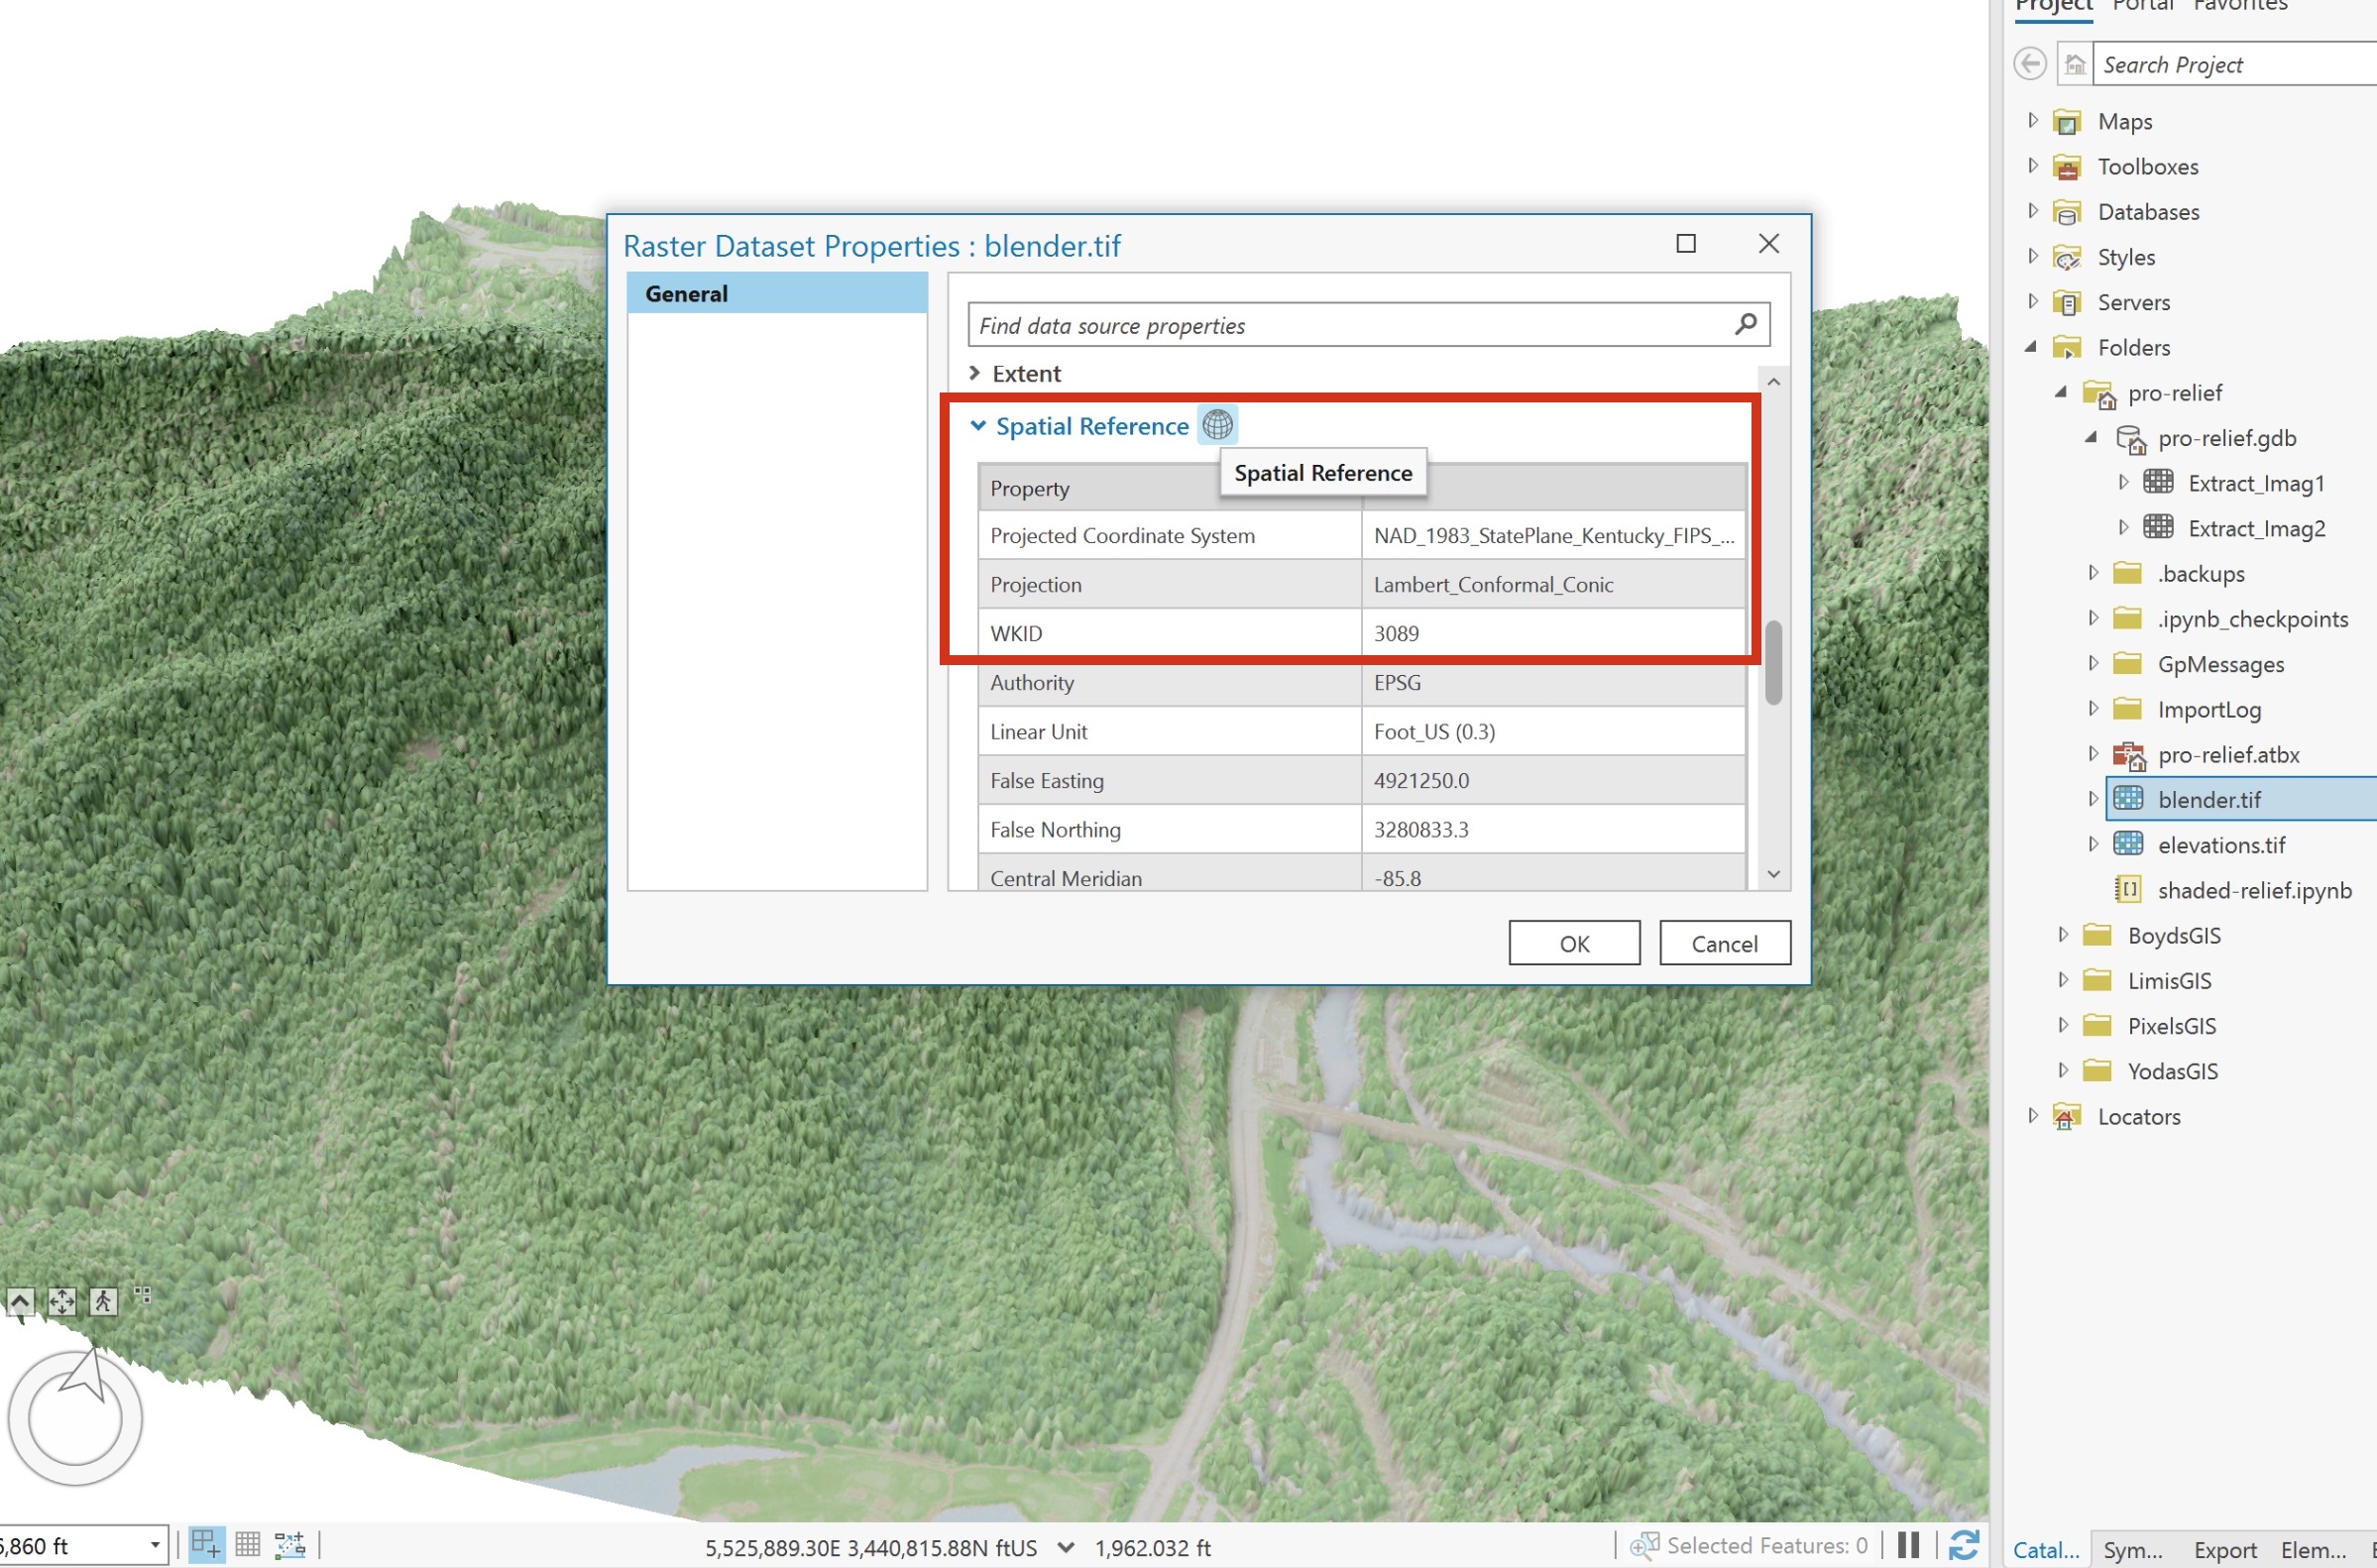 Project Portal Favorites
Search Project
Maps
Toolboxes
Databases
Styles
Servers
Folders
pro-relief
pro-relief.gdb
Extract_Imag1
Extract_Imag2
.backups
.ipynb_checkpoints
GpMessages
ImportLog
pro-relief.atbx
blender.tif
elevations.tif
shaded-relief.ipynb
BoydsGIS
LimisGIS
PixelsGIS
YodasGIS
Locators
Raster Dataset Properties : blender.tif
General
Find data source properties
Extent
Spatial Reference
Spatial Reference
Property
Projected Coordinate System NAD_1983_StatePlane_Kentucky_FIPS_...
Projection Lambert_Conformal_Conic
WKID 3089
Authority EPSG
Linear Unit Foot_US (0.3)
False Easting 4921250.0
False Northing 3280833.3
Central Meridian -85.8
OK Cancel
,860 ft
5,525,889.30E 3,440,815.88N ftUS 1,962.032 ft
Selected Features: 0
Catal... Sym... Export Elem...